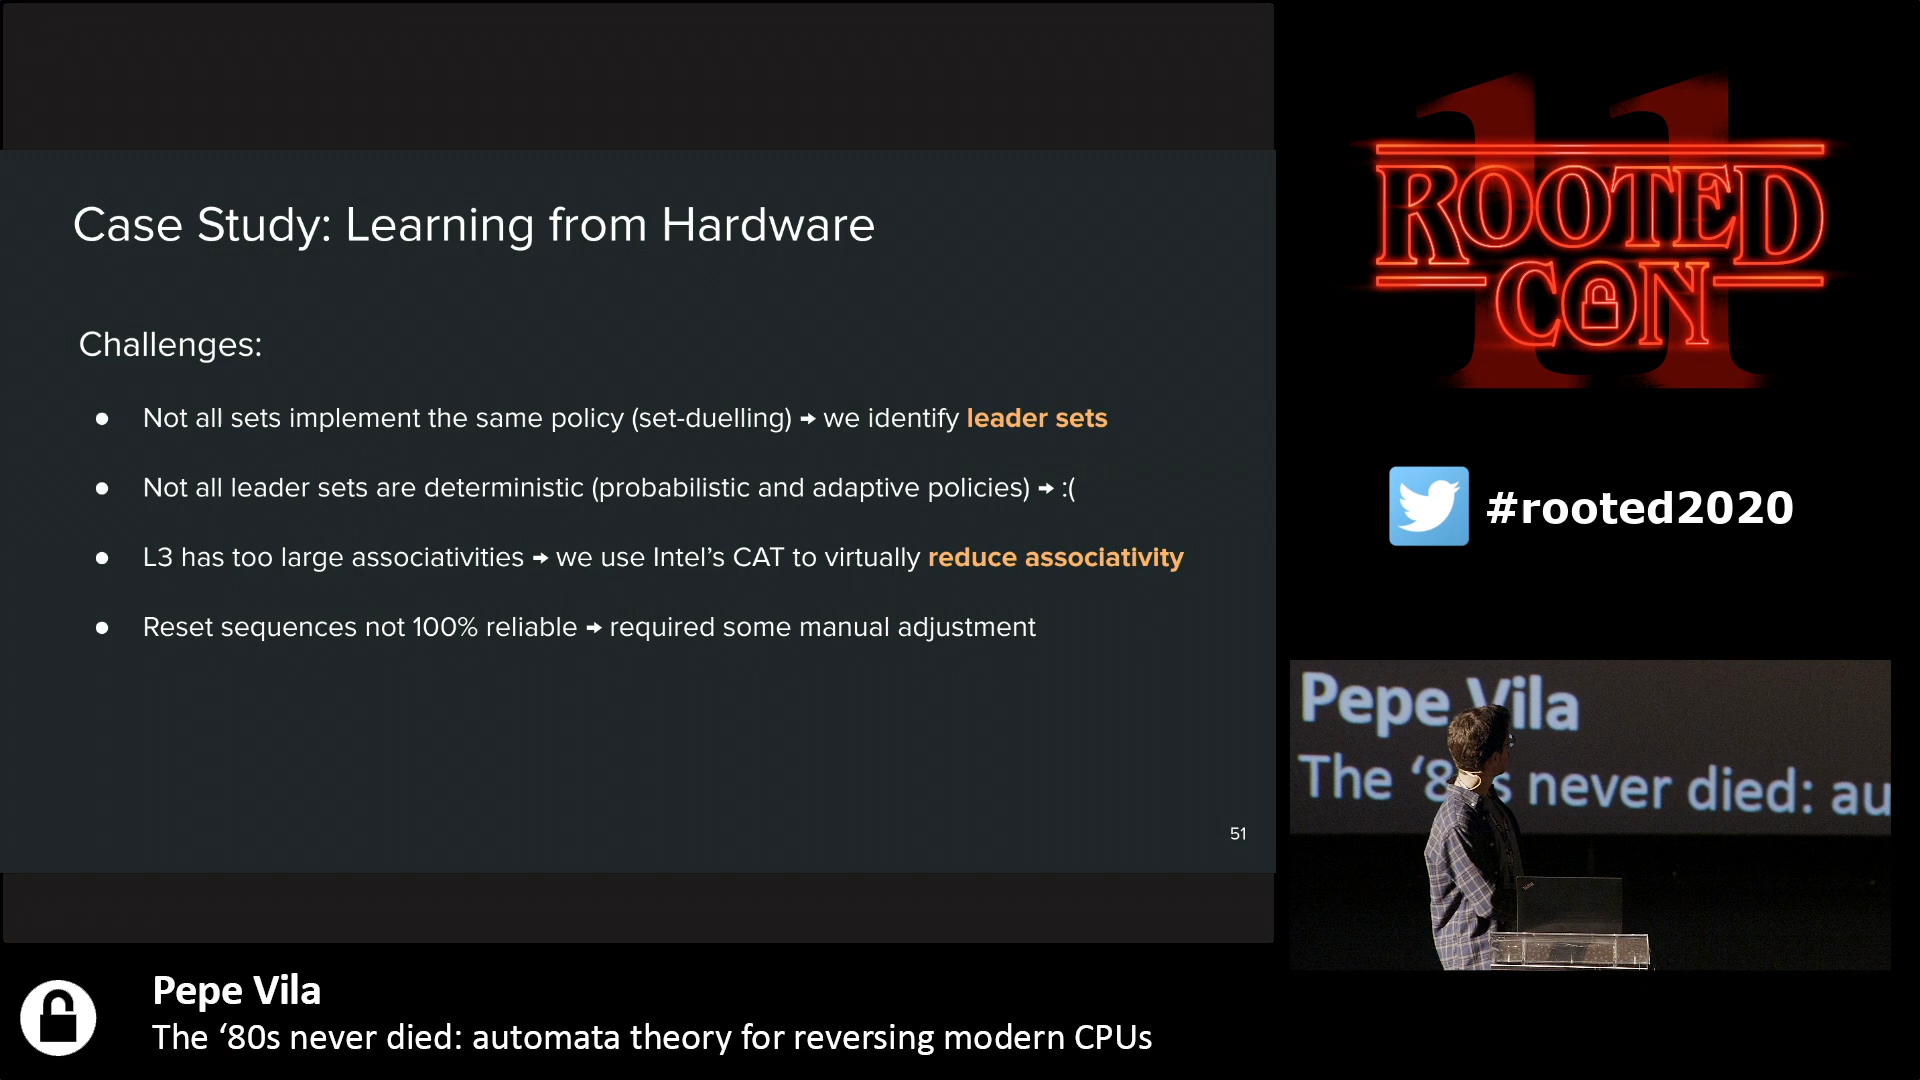 Case Study: Learning from Hardware
Challenges:
● Not all sets implement the same policy (set-duelling) → we identify leader sets
● Not all leader sets are deterministic (probabilistic and adaptive policies) → :(
● L3 has too large associativities → we use Intel’s CAT to virtually reduce associativity
● Reset sequences not 100% reliable → required some manual adjustment
51
11
ROOTED
CON
#rooted2020
Pepe Vila
The ‘80s never died: au
Pepe Vila
The ‘80s never died: automata theory for reversing modern CPUs